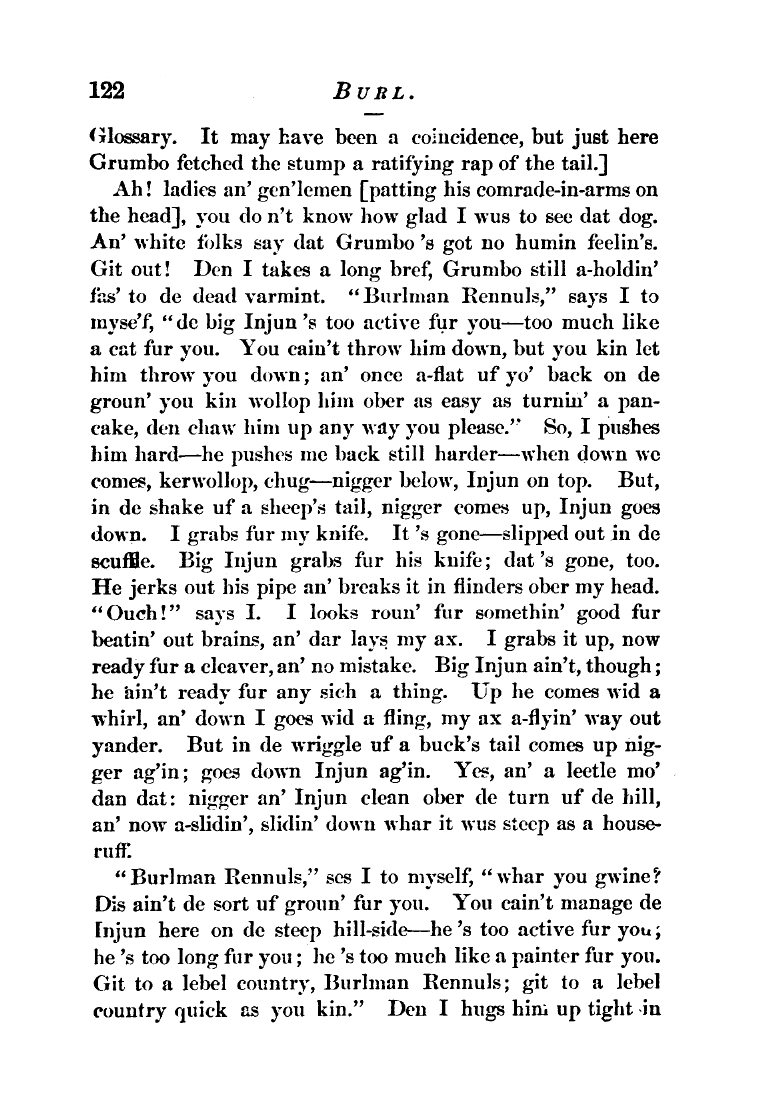 122 BURL.
Glossary. It may have been a coincidence, but just here
Grumbo fetched the stump a ratifying rap of the tail.]
Ah! ladies an' gen'lemen [patting his comrade-in-arms on
the head], you do n't know how glad I wus to see dat dog.
An' white folks say dat Grumbo 's got no humin feelin's.
Git out! Den I takes a long bref, Grumbo still a-holdin'
fas' to de dead varmint. "Burlman Rennuls," says I to
myse'f, "de big Injun 's too active fur you—too much like
a cat fur you. You cain't throw him down, but you kin let
him throw you down; an' once a-flat uf yo' back on de
groun' you kin wollop him ober as easy as turnin' a pan-
cake, den chaw him up any way you please." So, I pushes
him hard—he pushes me back still harder—when down we
comes, kerwollop, chug—nigger below, Injun on top. But,
in de shake uf a sheep's tail, nigger comes up, Injun goes
down. I grabs fur my knife. It 's gone—slipped out in de
scuffle. Big Injun grabs fur his knife; dat 's gone, too.
He jerks out his pipe an' breaks it in flinders ober my head.
"Ouch!" says I. I looks roun' fur somethin' good fur
beatin' out brains, an' dar lays my ax. I grabs it up, now
ready fur a cleaver, an' no mistake. Big Injun ain't, though;
he ain't ready fur any sich a thing. Up he comes wid a
whirl, an' down I goes wid a fling, my ax a-flyin' way out
yander. But in de wriggle uf a buck's tail comes up nig-
ger ag'in; goes down Injun ag'in. Yes, an' a leetle mo'
dan dat: nigger an' Injun clean ober de turn uf de hill,
an' now a-slidin', slidin' down whar it wus steep as a house-
ruff.
"Burlman Rennuls," ses I to myself, "whar you gwine?
Dis ain't de sort uf groun' fur you. You cain't manage de
Injun here on de steep hill-side—he 's too active fur you;
he 's too long fur you; he 's too much like a painter fur you.
Git to a lebel country, Burlman Rennuls; git to a lebel
country quick as you kin." Den I hugs him up tight in